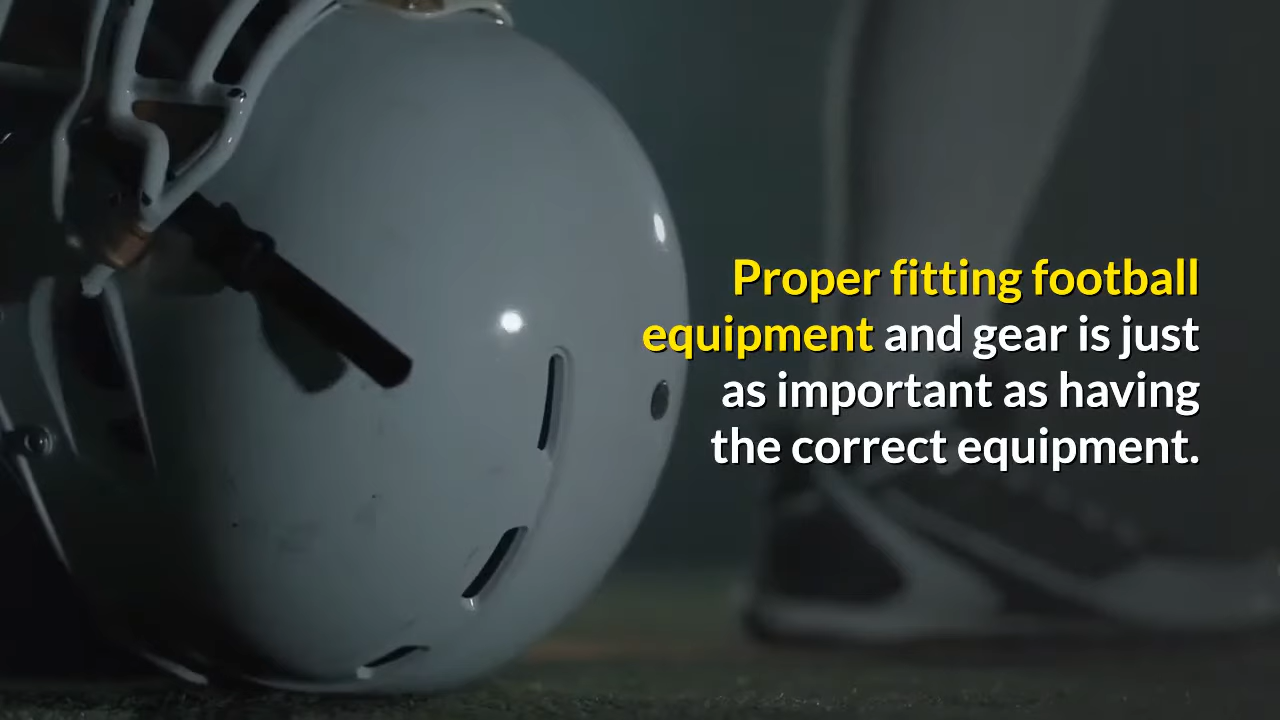 Proper fitting football
equipment and gear is just
as important as having
the correct equipment.